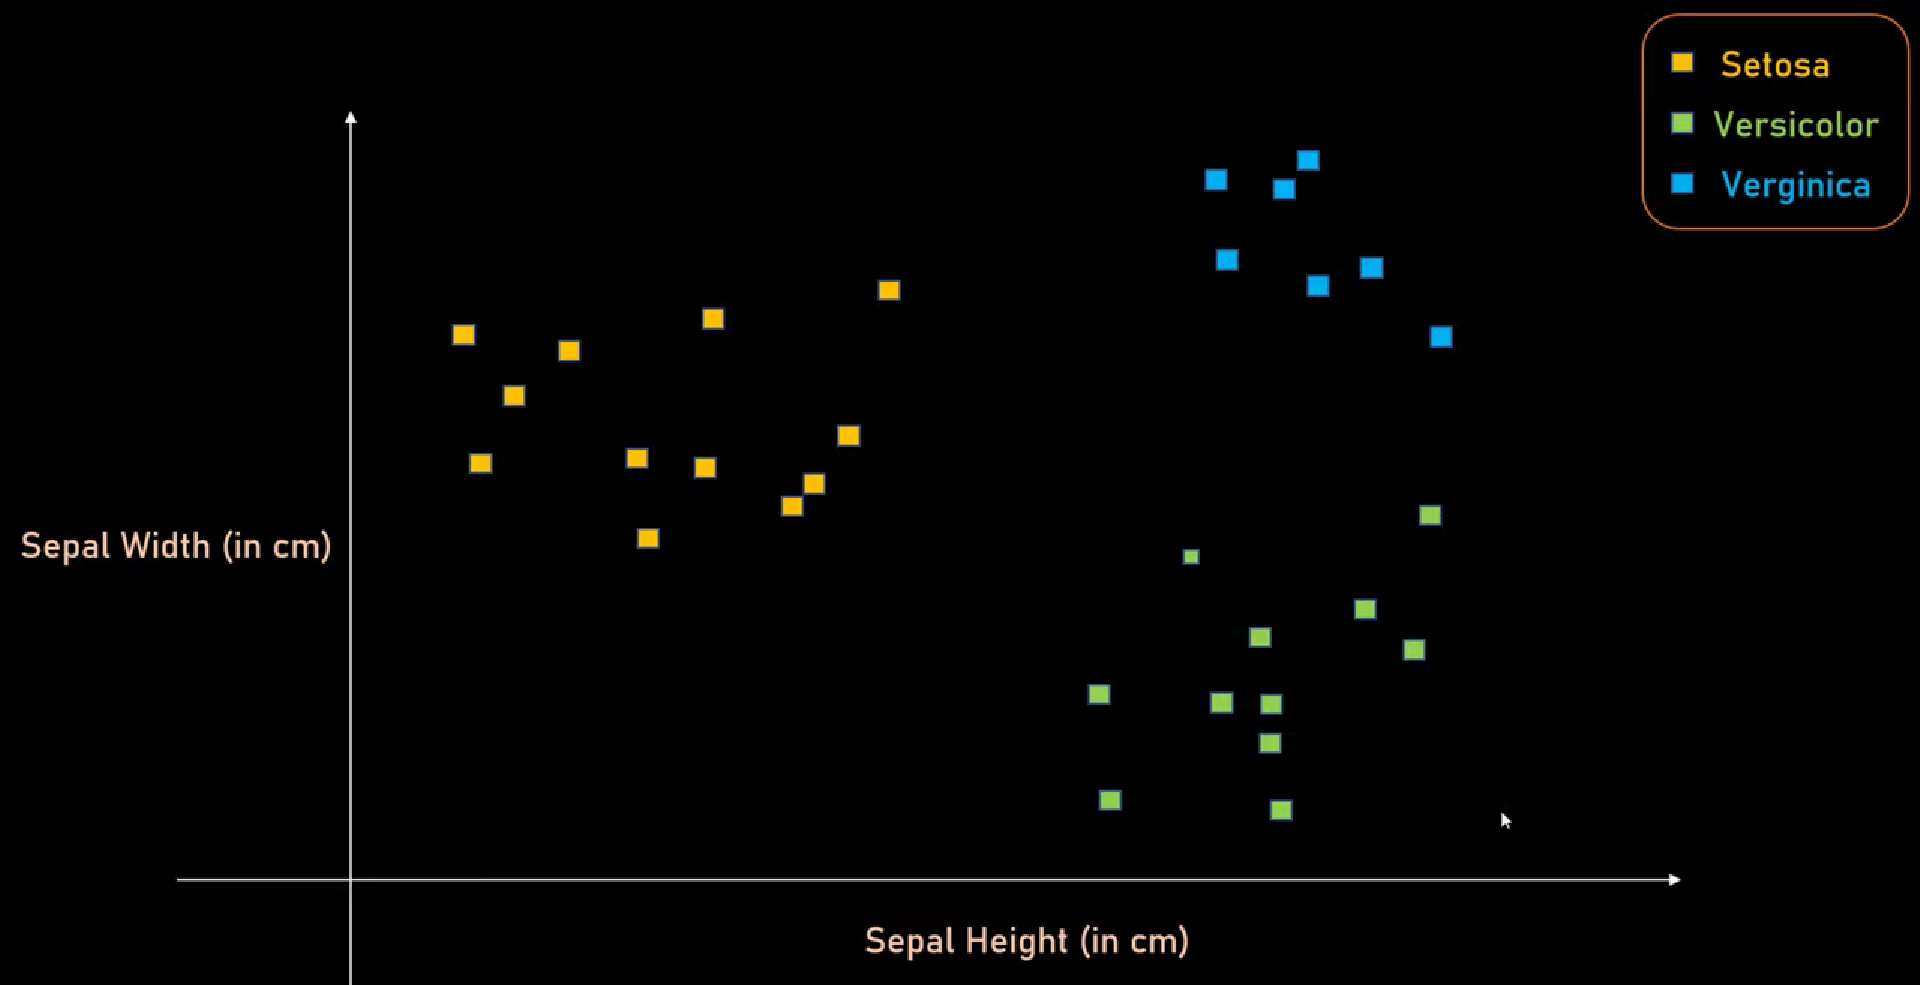 Setosa
Versicolor
Verginica
Sepal Width (in cm)
Sepal Height (in cm)